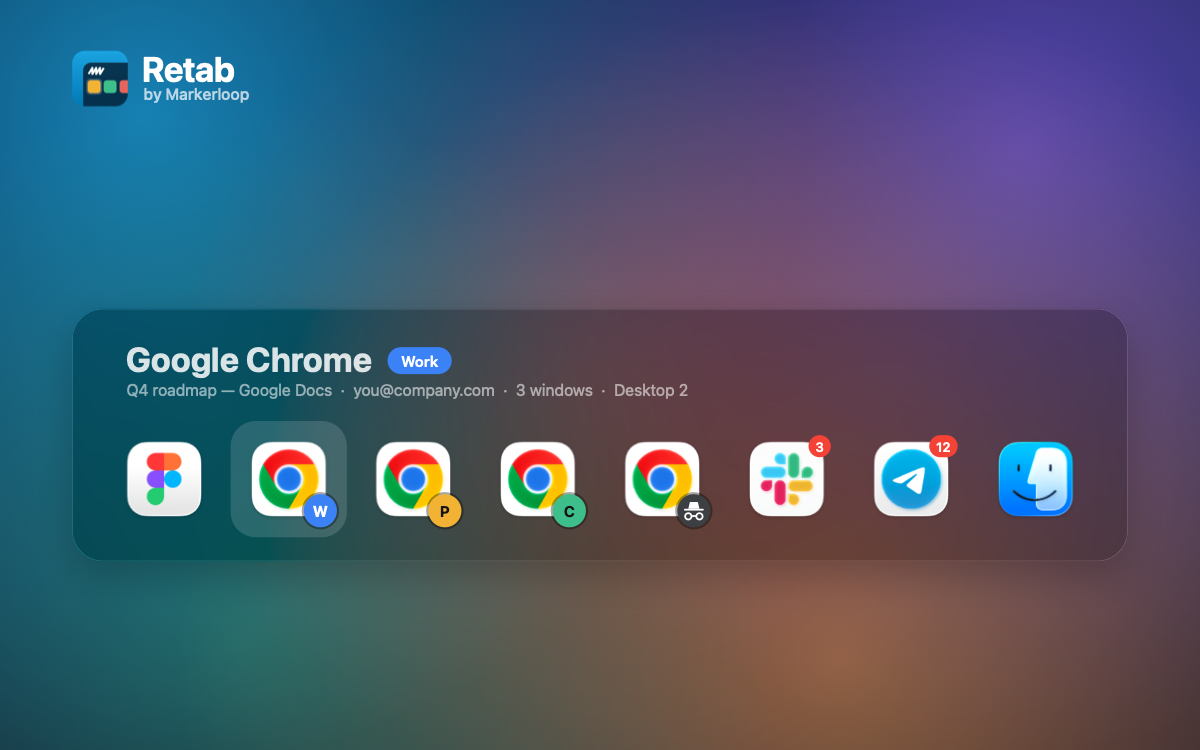 Retab
by Markerloop
Google Chrome Work
Q4 roadmap — Google Docs · you@company.com · 3 windows · Desktop 2
3 12
W P C